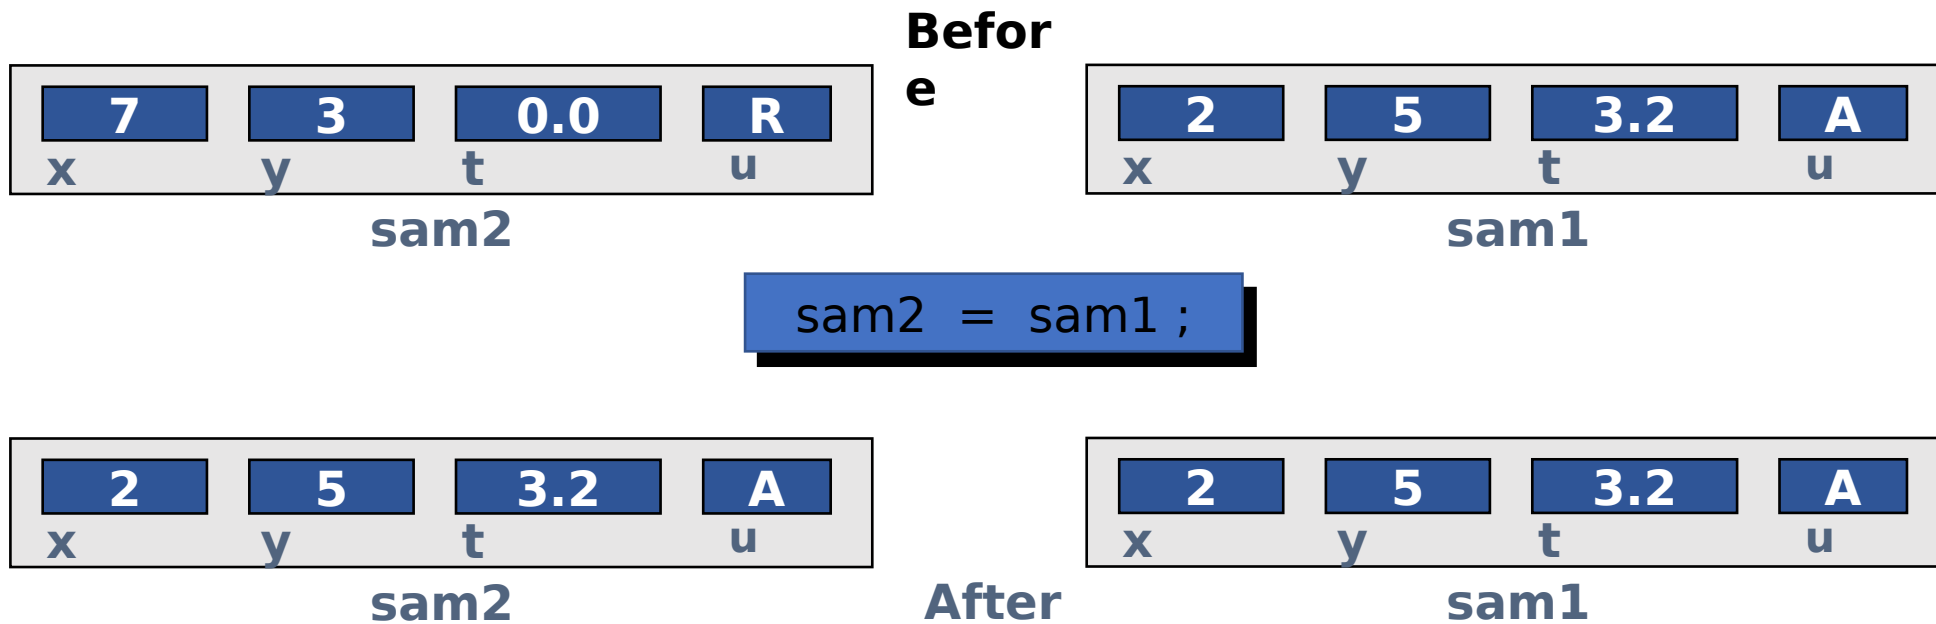 Befor
e
7 3 0.0 R
x y t u
sam2
2 5 3.2 A
x y t u
sam1
sam2 = sam1 ;
2 5 3.2 A
x y t u
sam2
After
2 5 3.2 A
x y t u
sam1